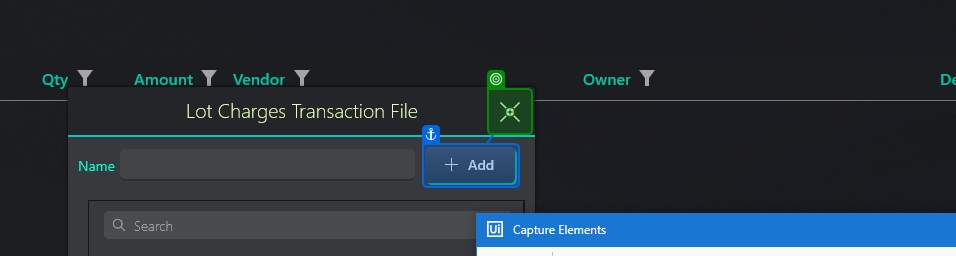 Qty Amount Vendor Owner De
Lot Charges Transaction File
Name + Add
Search
Ui Capture Elements